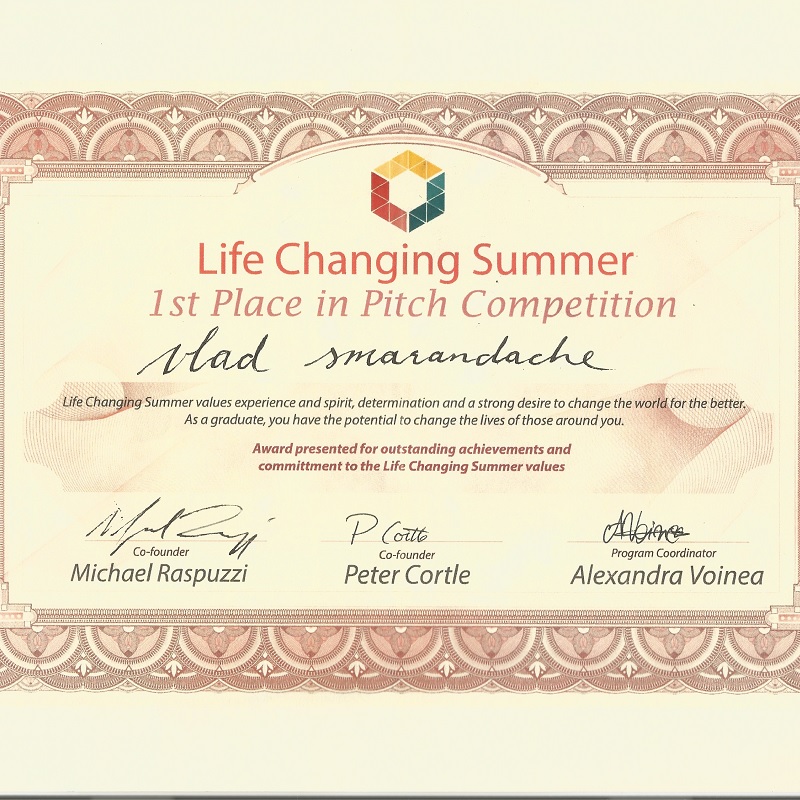 Life Changing Summer
1st Place in Pitch Competition
Vlad Smarandache
Life Changing Summer values experience and spirit, determination and a strong desire to change the world for the better.
As a graduate, you have the potential to change the lives of those around you.
Award presented for outstanding achievements and
commitment to the Life Changing Summer values
P Cortle
Co-founder Co-founder Program Coordinator
Michael Raspuzzi Peter Cortle Alexandra Voinea